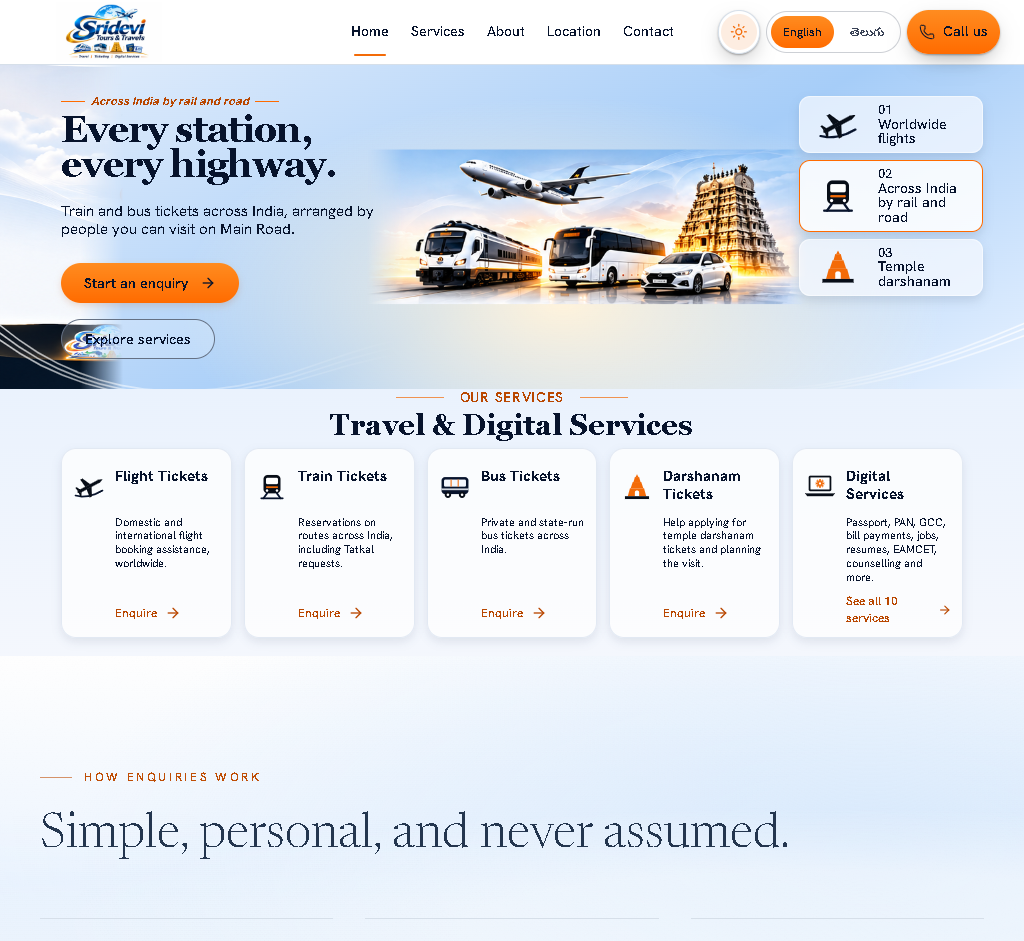 Sridevi
Tours & Travels
Home
Services
About
Location
Contact
English
తెలుగు
Call us
Across India by rail and road
Every station,
every highway.
Train and bus tickets across India, arranged by
people you can visit on Main Road.
Start an enquiry
Explore services
01
Worldwide
flights
02
Across India
by rail and
road
03
Temple
darshanam
OUR SERVICES
Travel & Digital Services
Flight Tickets
Domestic and
international flight
booking assistance,
worldwide.
Enquire
Train Tickets
Reservations on
routes across India,
including Tatkal
requests.
Enquire
Bus Tickets
Private and state-run
bus tickets across
India.
Enquire
Darshanam
Tickets
Help applying for
temple darshanam
tickets and planning
the visit.
Enquire
Digital
Services
Passport, PAN, GCC,
bill payments, jobs,
resumes, EAMCET,
counselling and
more.
See all 10
services
HOW ENQUIRIES WORK
Simple, personal, and never assumed.